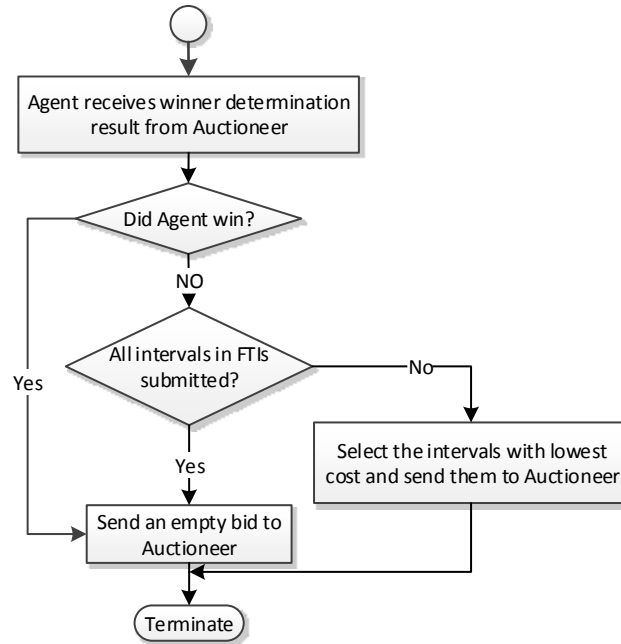 Agent receives winner determination
result from Auctioneer
Did Agent win?
NO
All intervals in FTIs
submitted?
No
Yes
Yes
Select the intervals with lowest
cost and send them to Auctioneer
Send an empty bid to
Auctioneer
Terminate